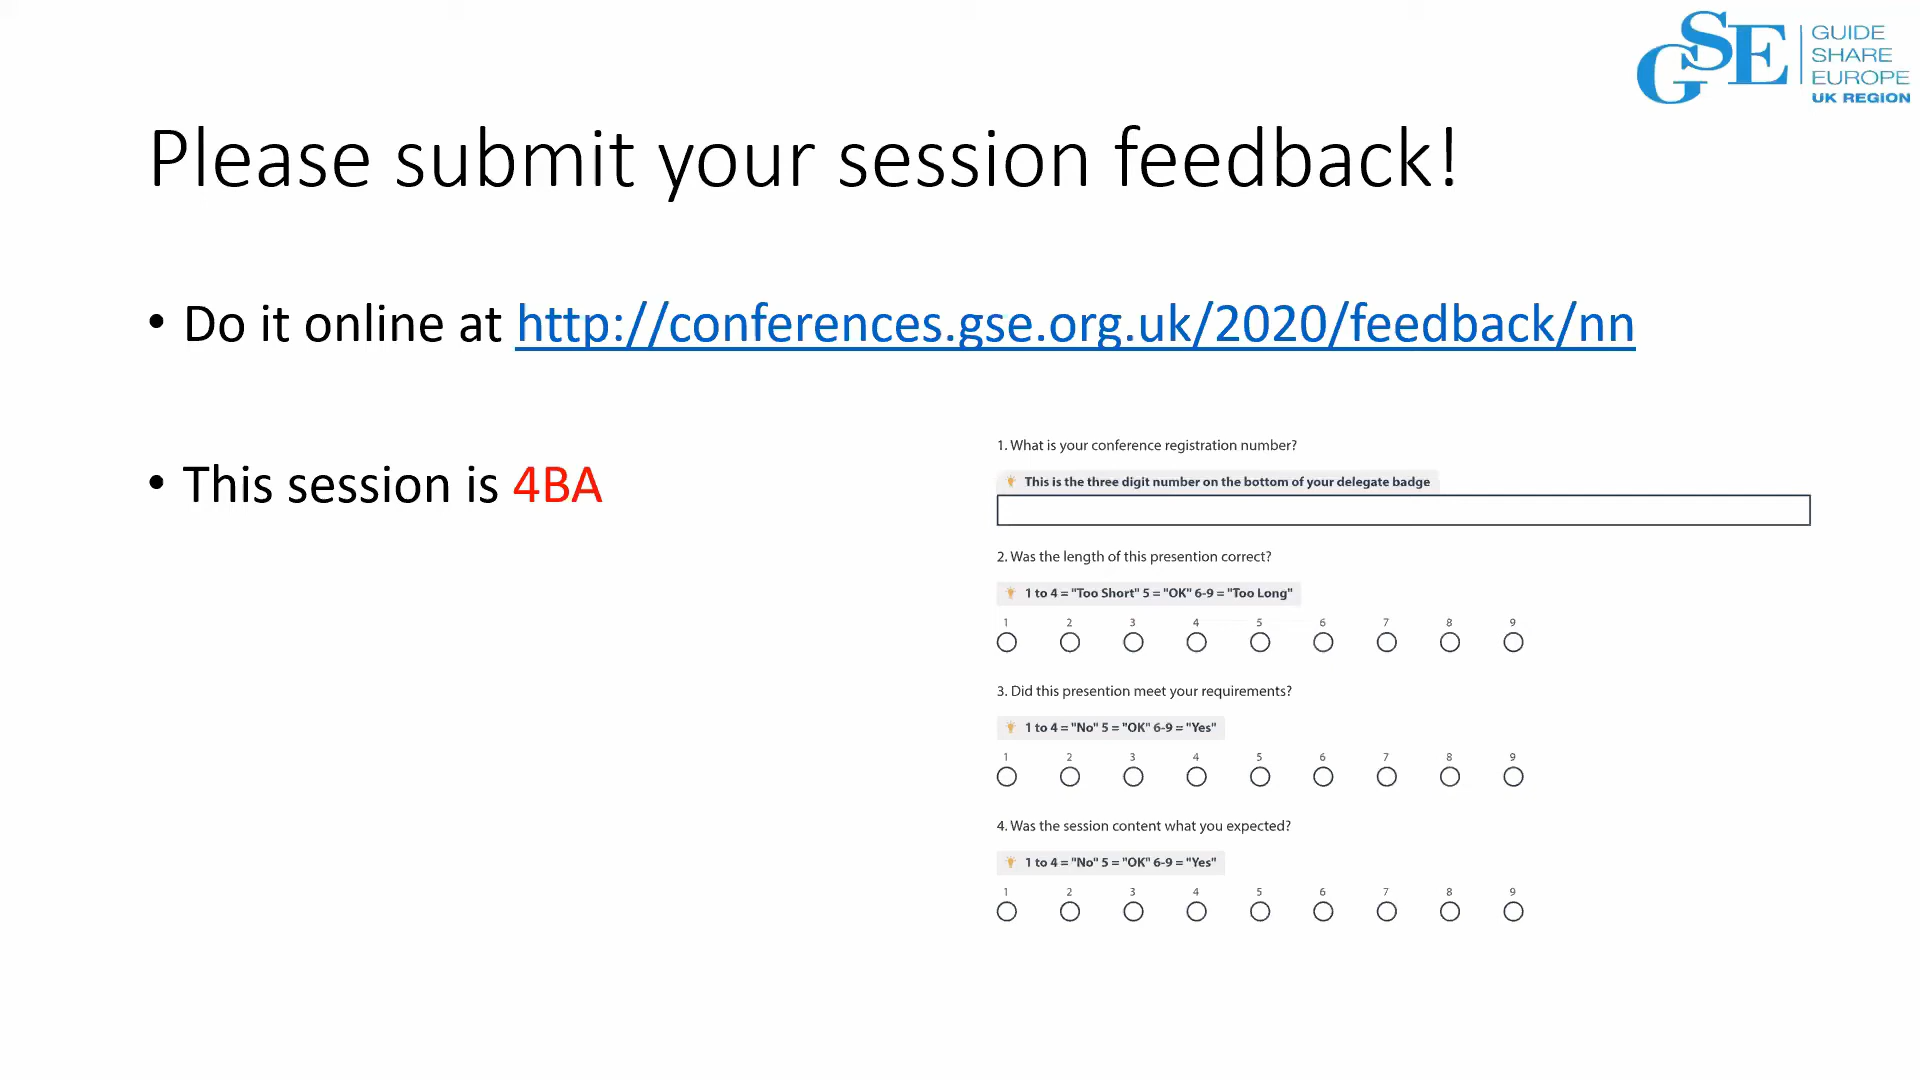 GSE
GUIDE
SHARE
EUROPE
UK REGION
Please submit your session feedback!
• Do it online at http://conferences.gse.org.uk/2020/feedback/nn
• This session is 4BA
1. What is your conference registration number?
This is the three digit number on the bottom of your delegate badge
2. Was the length of this presention correct?
1 to 4 = "Too Short" 5 = "OK" 6-9 = "Too Long"
1 2 3 4 5 6 7 8 9
3. Did this presention meet your requirements?
1 to 4 = "No" 5 = "OK" 6-9 = "Yes"
1 2 3 4 5 6 7 8 9
4. Was the session content what you expected?
1 to 4 = "No" 5 = "OK" 6-9 = "Yes"
1 2 3 4 5 6 7 8 9